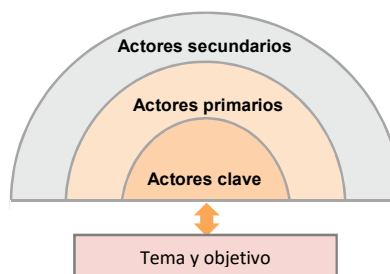 Actores secundarios
Actores primarios
Actores clave
Tema y objetivo